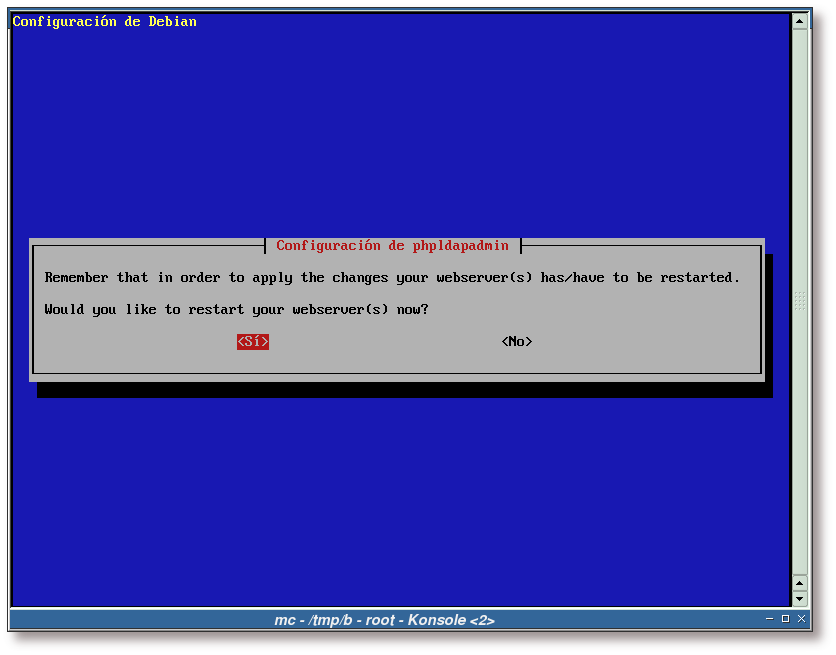 Configuración de Debian
Configuración de phpldapadmin
Remember that in order to apply the changes your webserver(s) has/have to be restarted.
Would you like to restart your webserver(s) now?
<Sí> <No>
mc - /tmp/b - root - Konsole <2>